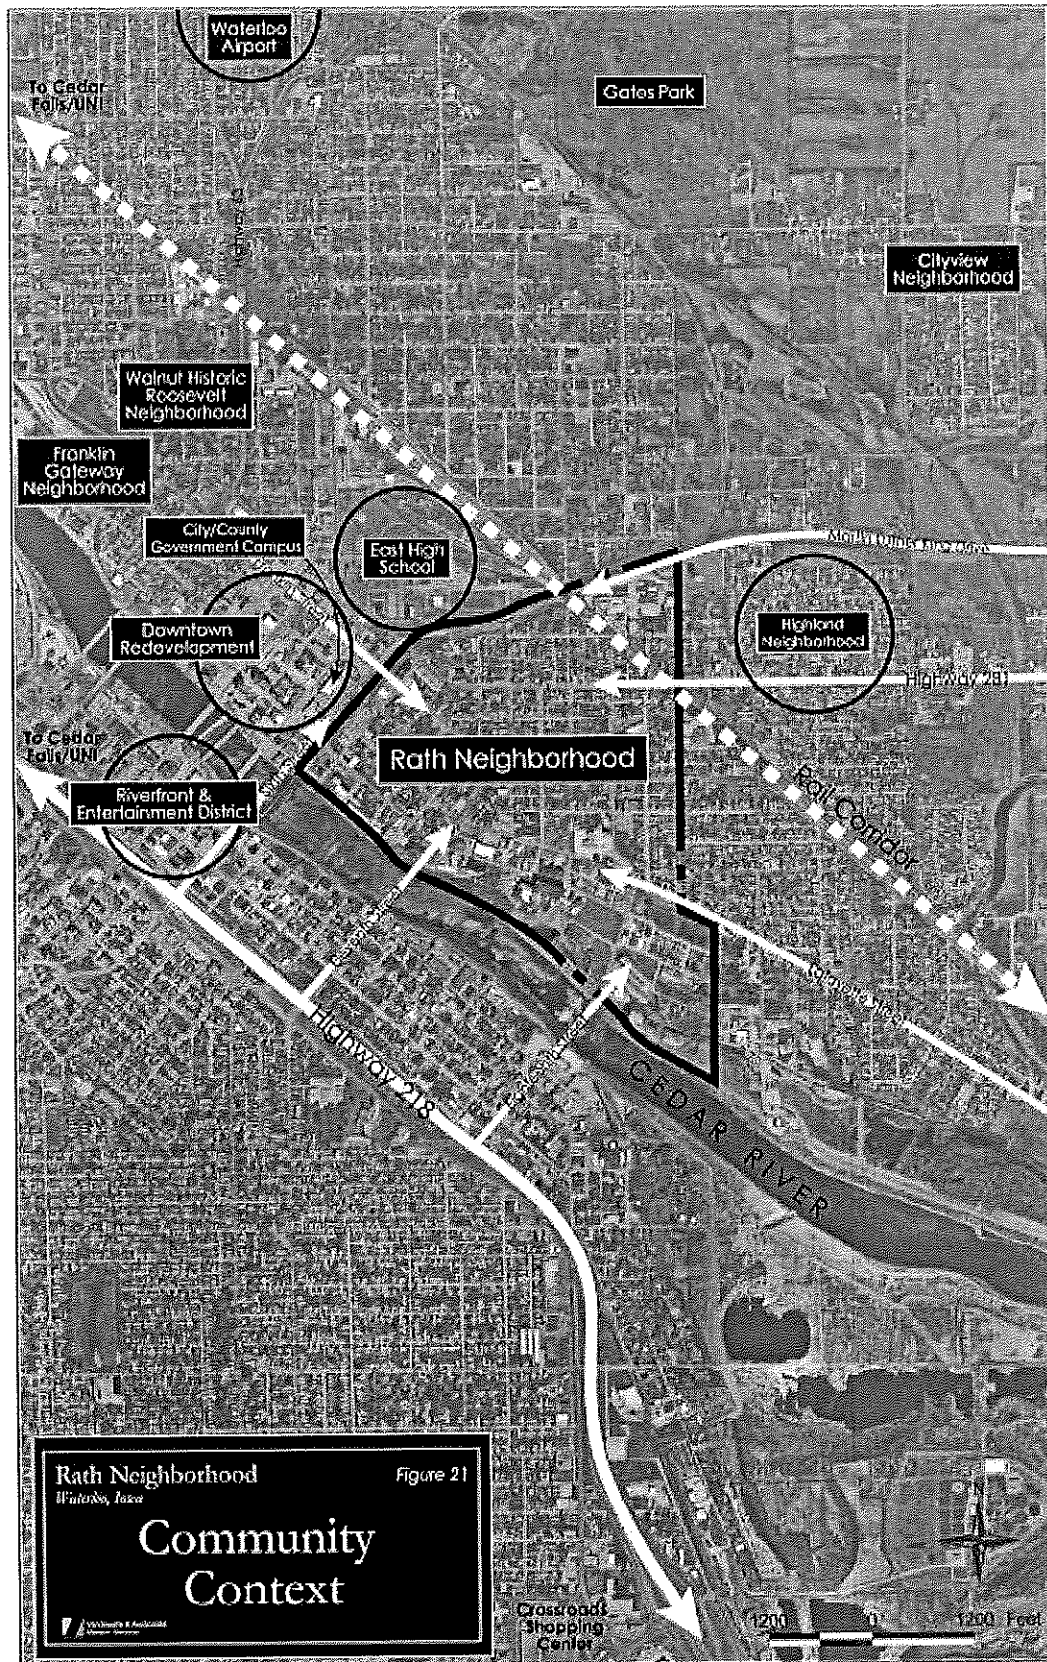 Waterloo
Airport
To Cedar
Falls/UNI
Gates Park
Cityview
Neighborhood
Walnut Historic
Roosevelt
Neighborhood
Franklin
Gateway
Neighborhood
City/County
Government Campus
East High
School
Downtown
Redevelopment
Highland
Neighborhood
Highway 281
To Cedar
Falls/UNI
Rath Neighborhood
Riverfront &
Entertainment District
Rail Corridor
Highway 218
CEDAR RIVER
Rath Neighborhood
Figure 21
Waterloo, Iowa
Community
Context
Crossroads
Shopping
Center
1200 0 1200 Feet